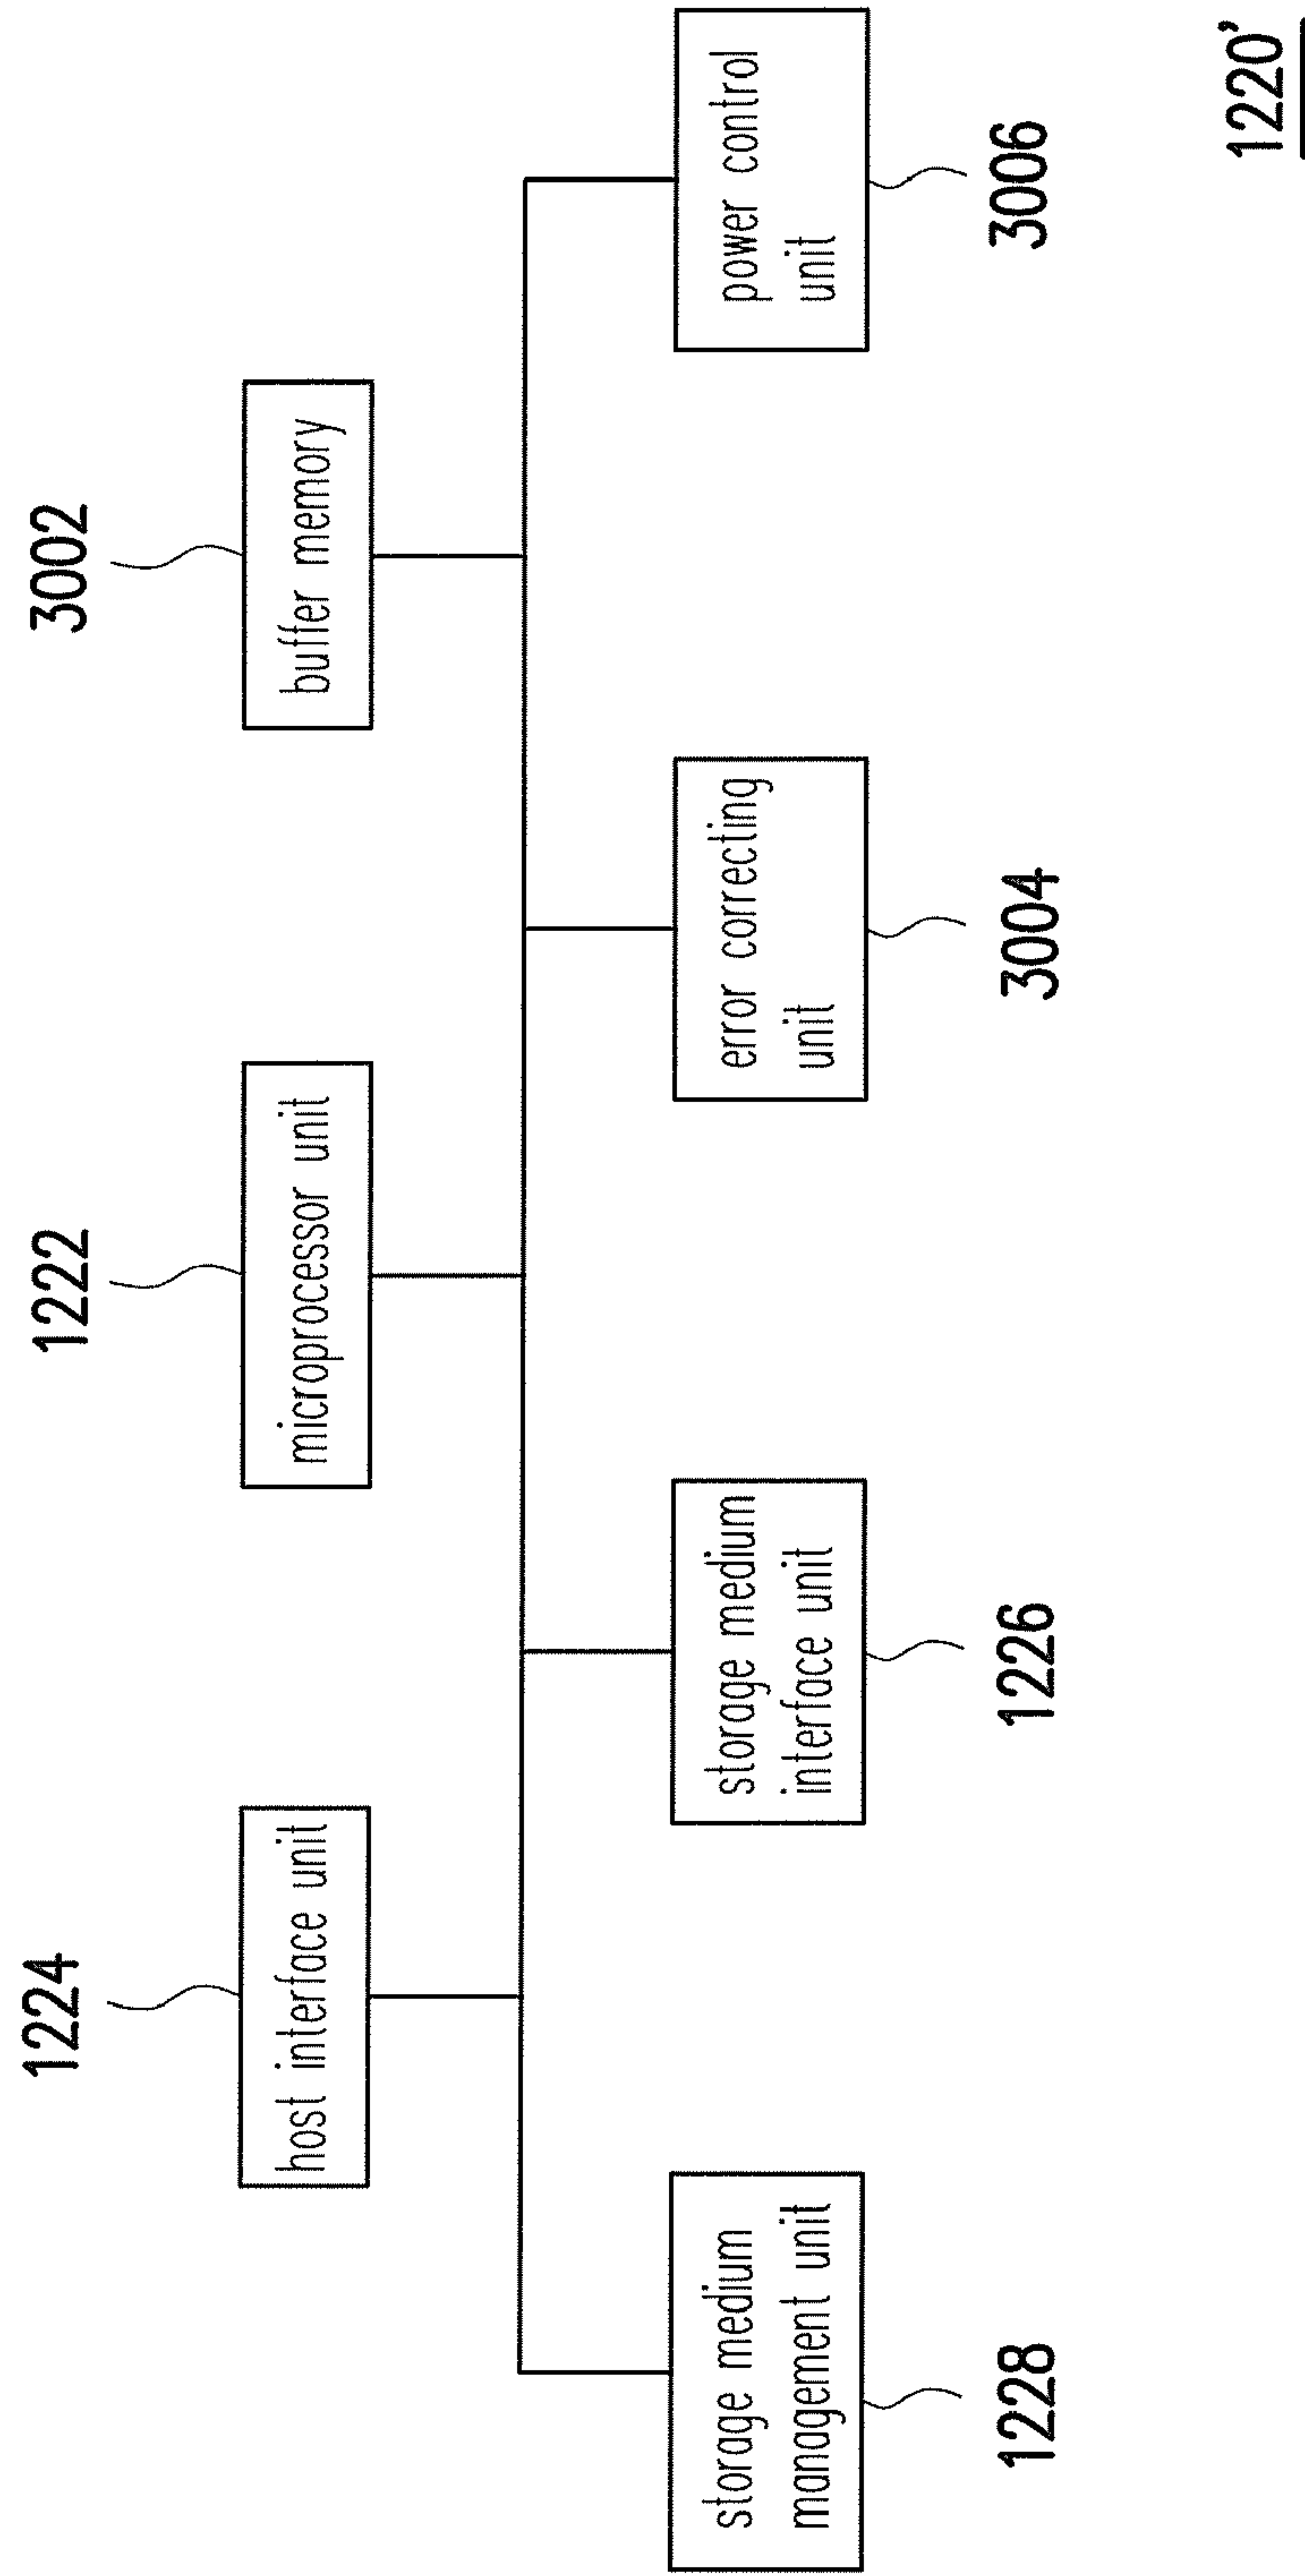 1224
host interface unit
1222
microprocessor unit
3002
buffer memory
storage medium
management unit
1228
storage medium
interface unit
1226
error correcting
unit
3004
power control
unit
3006
1220'